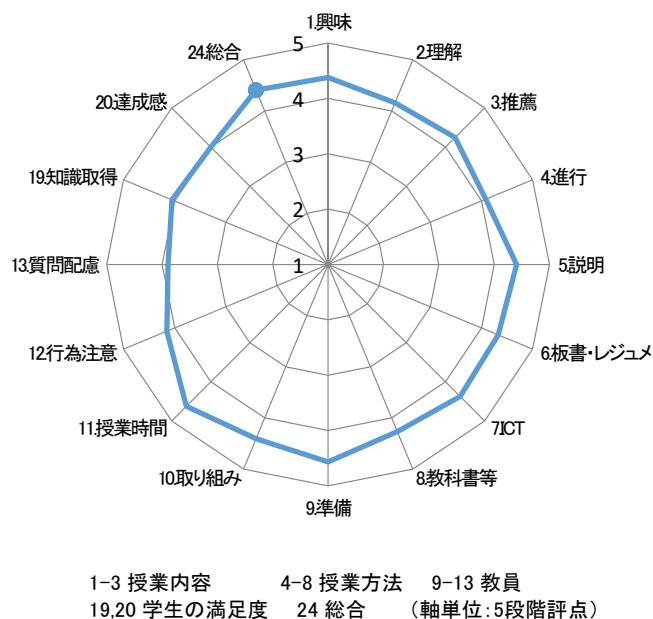 1.興味
2.理解
3.推薦
4.進行
5.説明
6.板書・レジュメ
7.ICT
8.教科書等
9.準備
10.取り組み
11.授業時間
12.行為注意
13.質問配慮
19.知識取得
20.達成感
24.総合
5
4
3
2
1
1-3 授業内容 4-8 授業方法 9-13 教員
19,20 学生の満足度 24 総合 (軸単位:5段階評点)